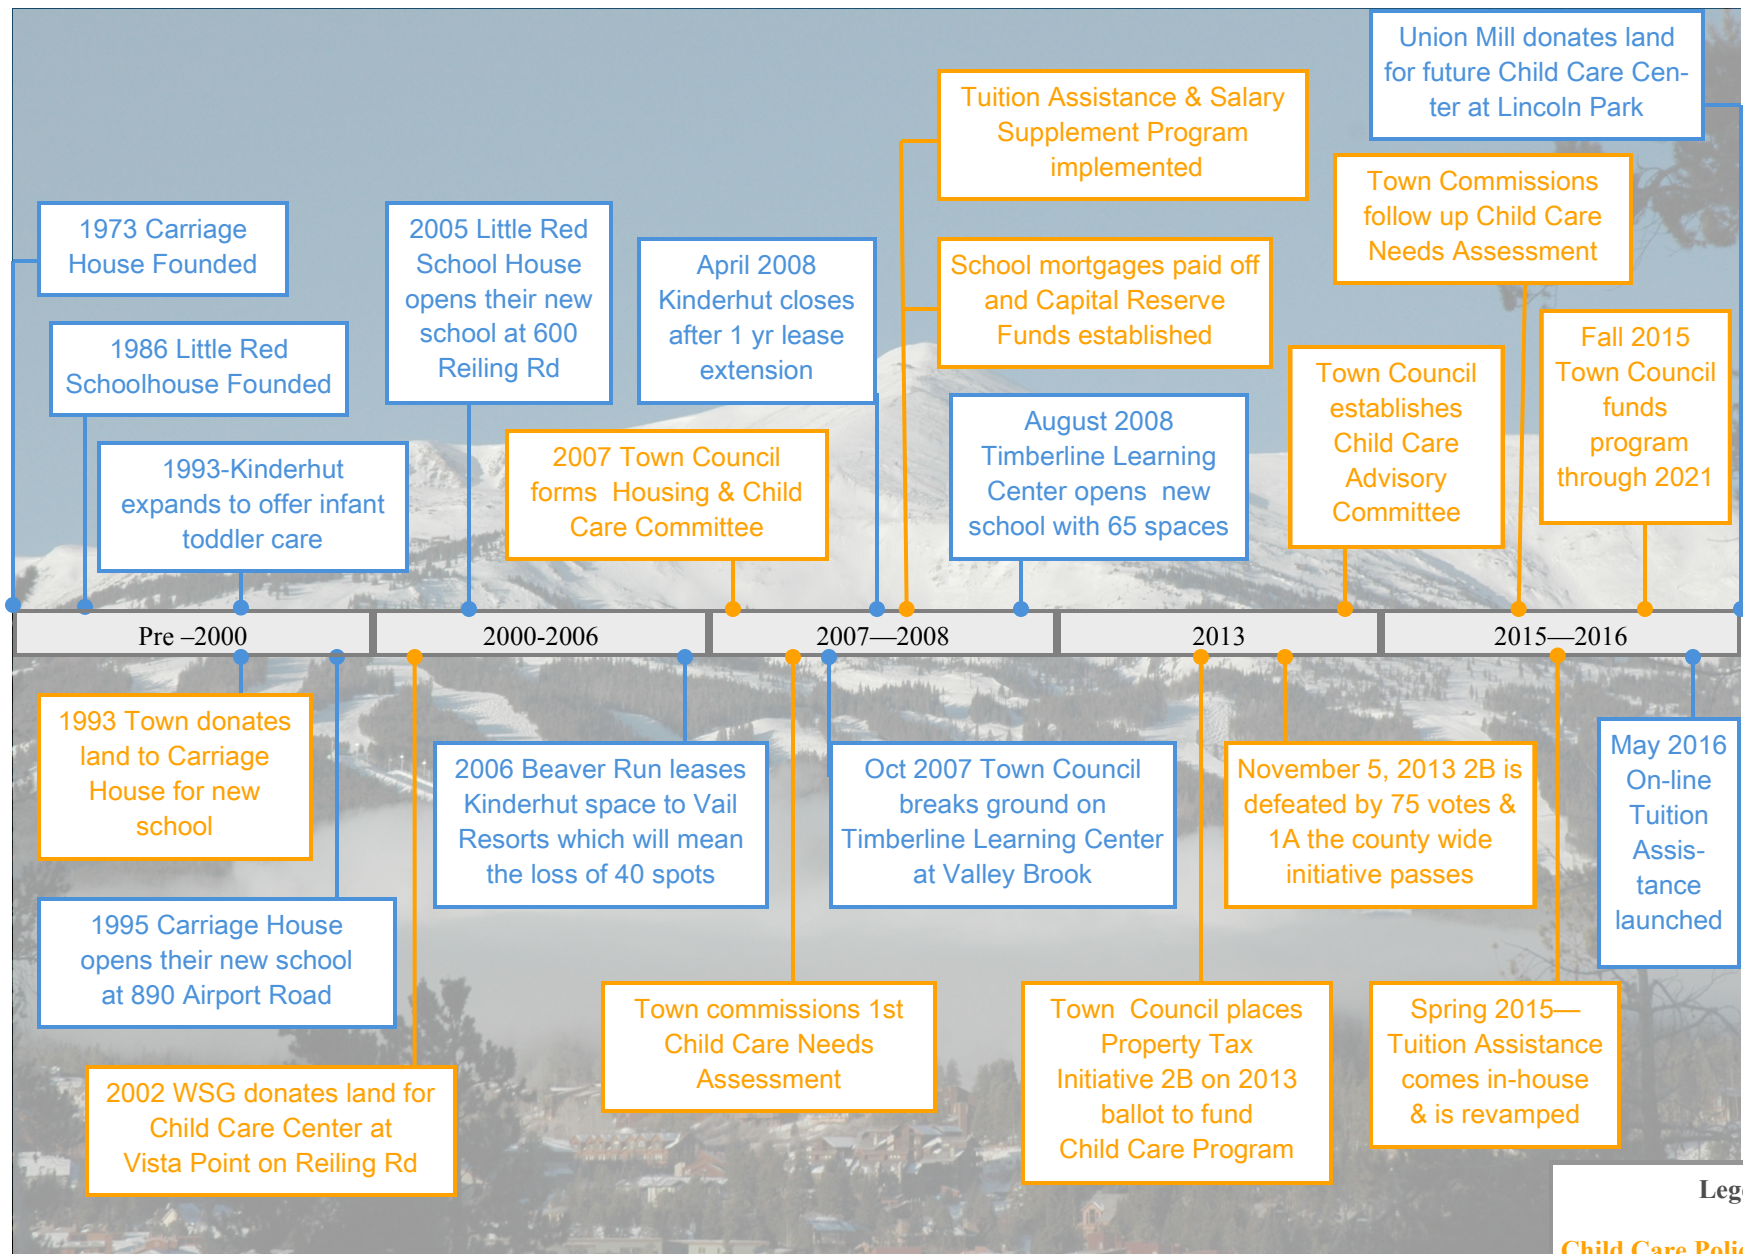 Union Mill donates land
for future Child Care Cen-
ter at Lincoln Park
Tuition Assistance & Salary
Supplement Program
implemented
Town Commissions
follow up Child Care
Needs Assessment
1973 Carriage
House Founded
2005 Little Red
School House
opens their new
school at 600
Reiling Rd
April 2008
Kinderhut closes
after 1 yr lease
extension
School mortgages paid off
and Capital Reserve
Funds established
1986 Little Red
Schoolhouse Founded
Town Council
establishes
Child Care
Advisory
Committee
Fall 2015
Town Council
funds
program
through 2021
1993-Kinderhut
expands to offer infant
toddler care
2007 Town Council
forms Housing & Child
Care Committee
August 2008
Timberline Learning
Center opens new
school with 65 spaces
Pre –2000
2000-2006
2007—2008
2013
2015—2016
1993 Town donates
land to Carriage
House for new
school
2006 Beaver Run leases
Kinderhut space to Vail
Resorts which will mean
the loss of 40 spots
Oct 2007 Town Council
breaks ground on
Timberline Learning Center
at Valley Brook
November 5, 2013 2B is
defeated by 75 votes &
1A the county wide
initiative passes
May 2016
On-line
Tuition
Assis-
tance
launched
1995 Carriage House
opens their new school
at 890 Airport Road
Town commissions 1st
Child Care Needs
Assessment
Town Council places
Property Tax
Initiative 2B on 2013
ballot to fund
Child Care Program
Spring 2015—
Tuition Assistance
comes in-house
& is revamped
2002 WSG donates land for
Child Care Center at
Vista Point on Reiling Rd
Child Care